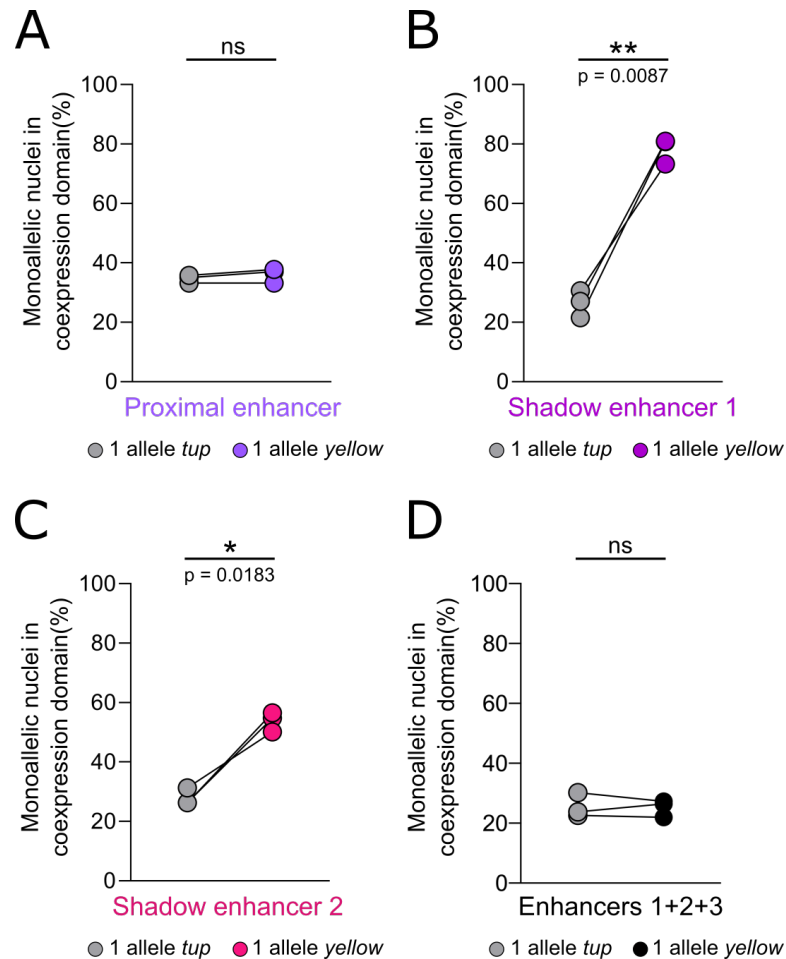 A
ns
Monoallelic nuclei in
coexpression domain(%)
100
80
60
40
20
0
Proximal enhancer
1 allele tup 1 allele yellow
B
**
p = 0.0087
Monoallelic nuclei in
coexpression domain(%)
100
80
60
40
20
0
Shadow enhancer 1
1 allele tup 1 allele yellow
C
*
p = 0.0183
Monoallelic nuclei in
coexpression domain(%)
100
80
60
40
20
0
Shadow enhancer 2
1 allele tup 1 allele yellow
D
ns
Monoallelic nuclei in
coexpression domain(%)
100
80
60
40
20
0
Enhancers 1+2+3
1 allele tup 1 allele yellow